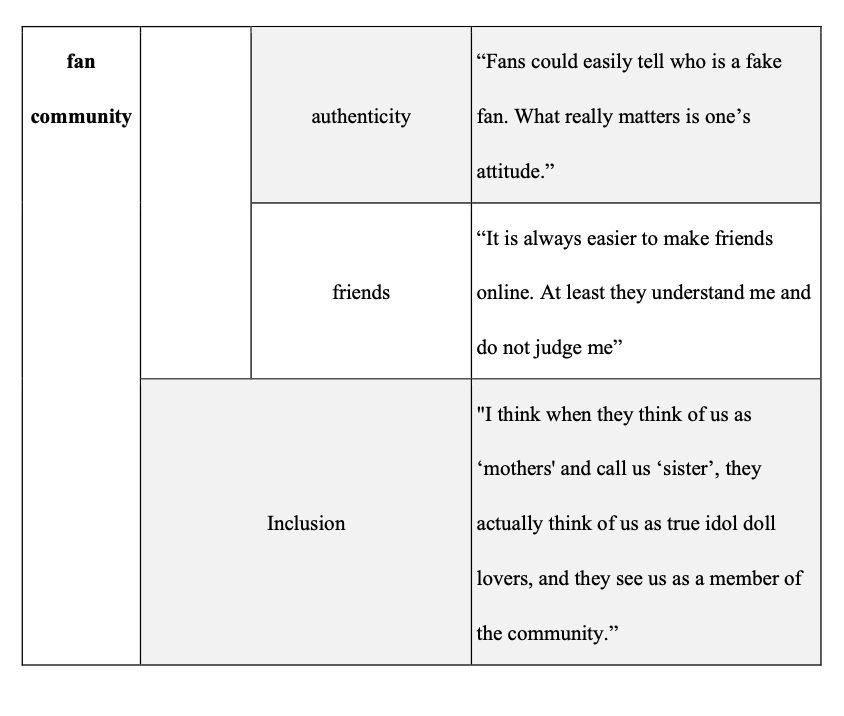 fan
community
authenticity
“Fans could easily tell who is a fake
fan. What really matters is one’s
attitude.”
friends
“It is always easier to make friends
online. At least they understand me and
do not judge me”
Inclusion
"I think when they think of us as
‘mothers' and call us ‘sister’, they
actually think of us as true idol doll
lovers, and they see us as a member of
the community.”